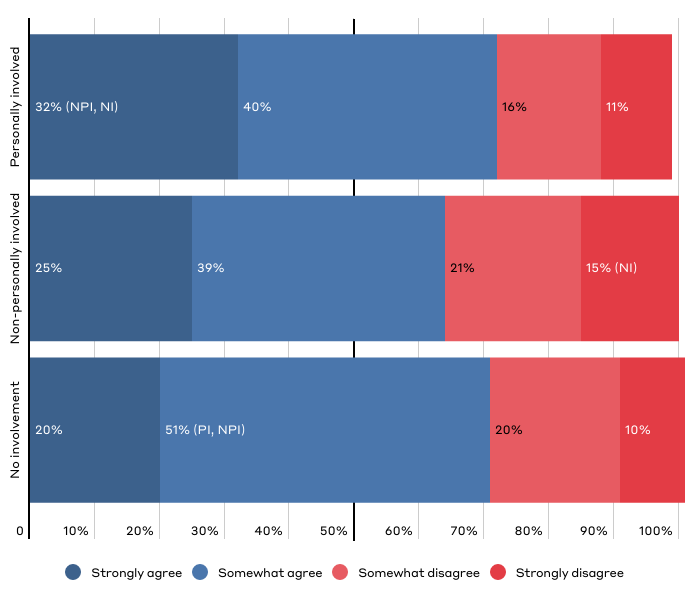 Personally involved
32% (NPI, NI)
40%
16%
11%
Non-personally involved
25%
39%
21%
15% (NI)
No involvement
20%
51% (PI, NPI)
20%
10%
0 10% 20% 30% 40% 50% 60% 70% 80% 90% 100%
Strongly agree Somewhat agree Somewhat disagree Strongly disagree